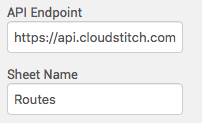 API Endpoint
https://api.cloudstitch.com
Sheet Name
Routes